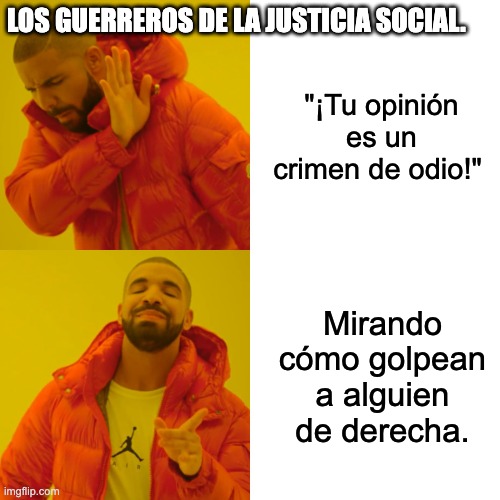 LOS GUERREROS DE LA JUSTICIA SOCIAL.
"¡Tu opinión
es un
crimen de odio!"
Mirando
cómo golpean
a alguien
de derecha.
AIR
imgflip.com